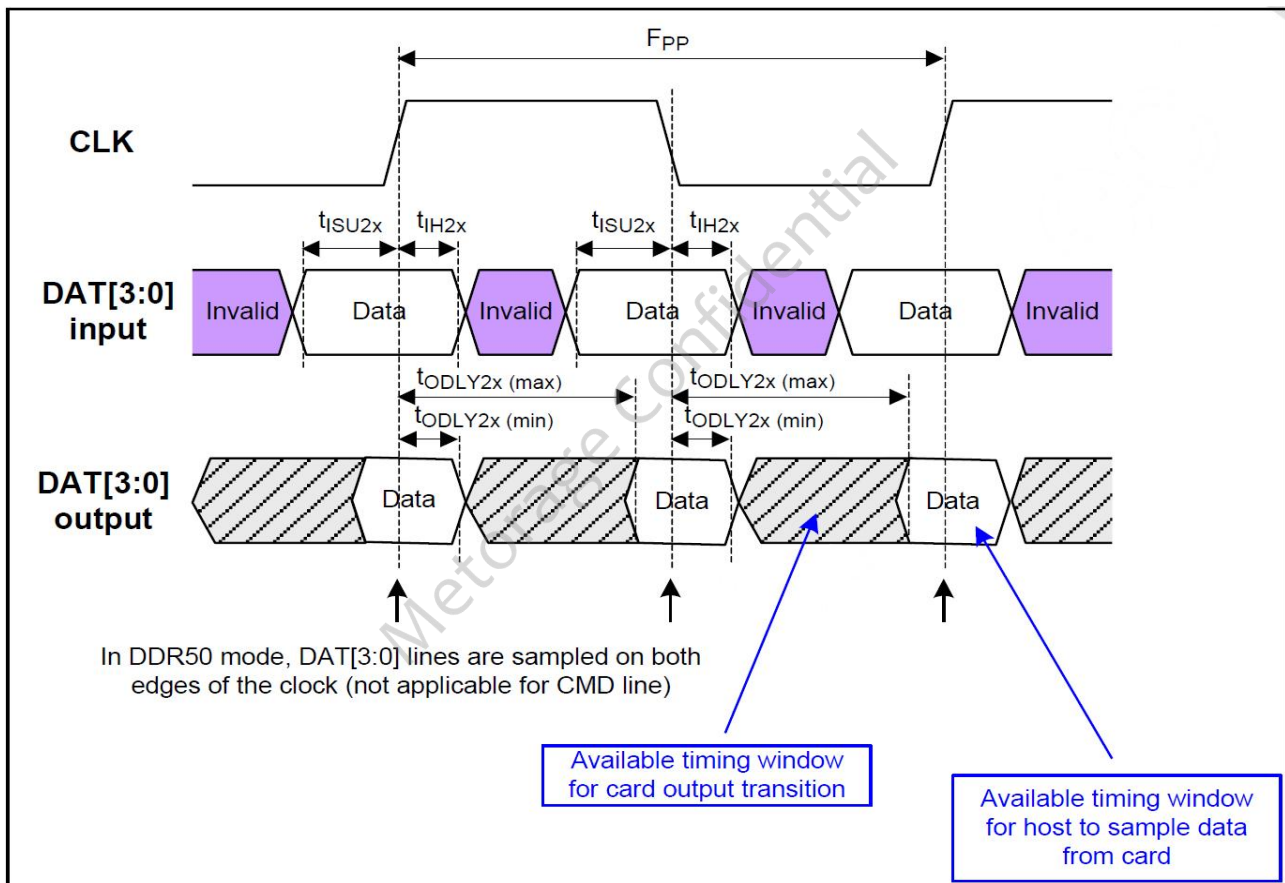 FPP
CLK
tISU2x
tIH2x
tISU2x
tIH2x
DAT[3:0]
input
Invalid
Data
Invalid
Data
Invalid
Data
Invalid
tODLY2x (max)
tODLY2x (max)
tODLY2x (min)
tODLY2x (min)
DAT[3:0]
output
Data
Data
Data
In DDR50 mode, DAT[3:0] lines are sampled on both
edges of the clock (not applicable for CMD line)
Available timing window
for card output transition
Available timing window
for host to sample data
from card
Metorage Confidential